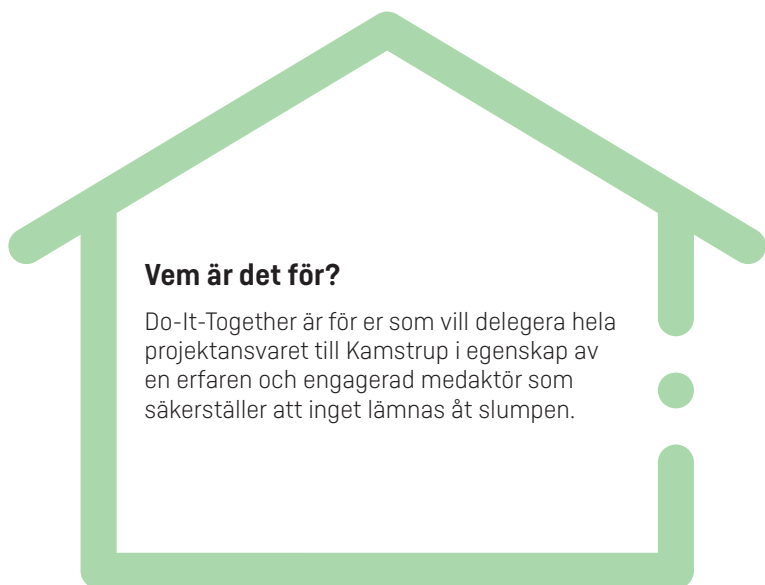 Vem är det för?
Do-It-Together är för er som vill delegera hela
projektansvaret till Kamstrup i egenskap av
en erfaren och engagerad medaktör som
säkerställer att inget lämnas åt slumpen.